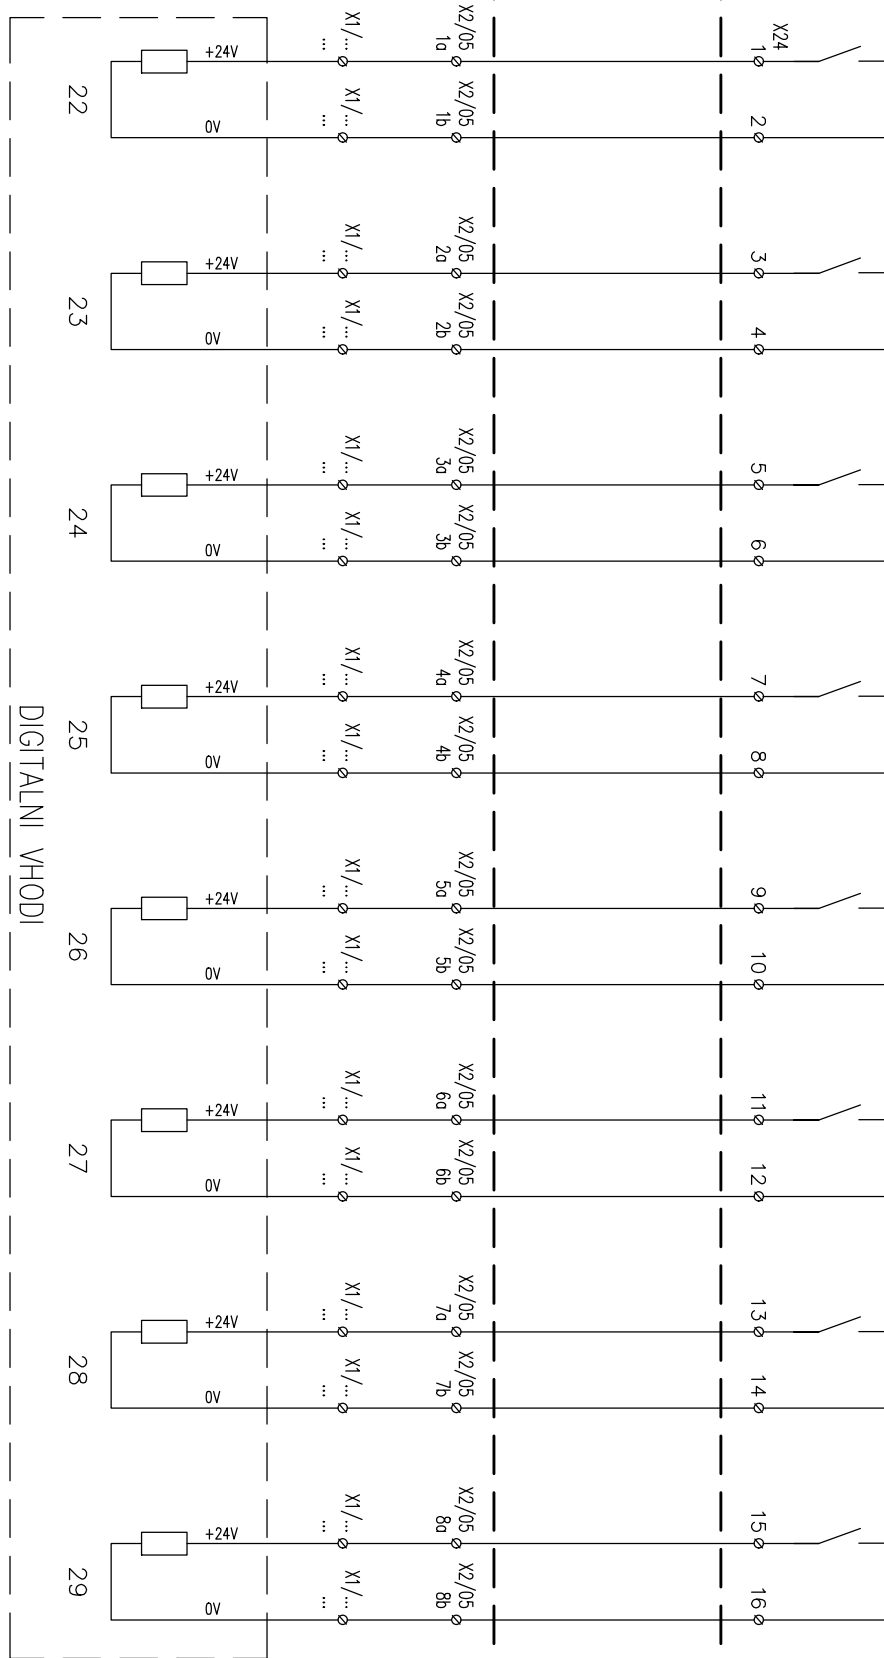 X24
+24V
X1/...
...
X2/05
1a
1
22
0V
X1/...
...
X2/05
1b
2
+24V
X1/...
...
X2/05
2a
3
23
0V
X1/...
...
X2/05
2b
4
+24V
X1/...
...
X2/05
3a
5
24
0V
X1/...
...
X2/05
3b
6
+24V
X1/...
...
X2/05
4a
7
25
0V
X1/...
...
X2/05
4b
8
DIGITALNI VHODI
+24V
X1/...
...
X2/05
5a
9
26
0V
X1/...
...
X2/05
5b
10
+24V
X1/...
...
X2/05
6a
11
27
0V
X1/...
...
X2/05
6b
12
+24V
X1/...
...
X2/05
7a
13
28
0V
X1/...
...
X2/05
7b
14
+24V
X1/...
...
X2/05
8a
15
29
0V
X1/...
...
X2/05
8b
16